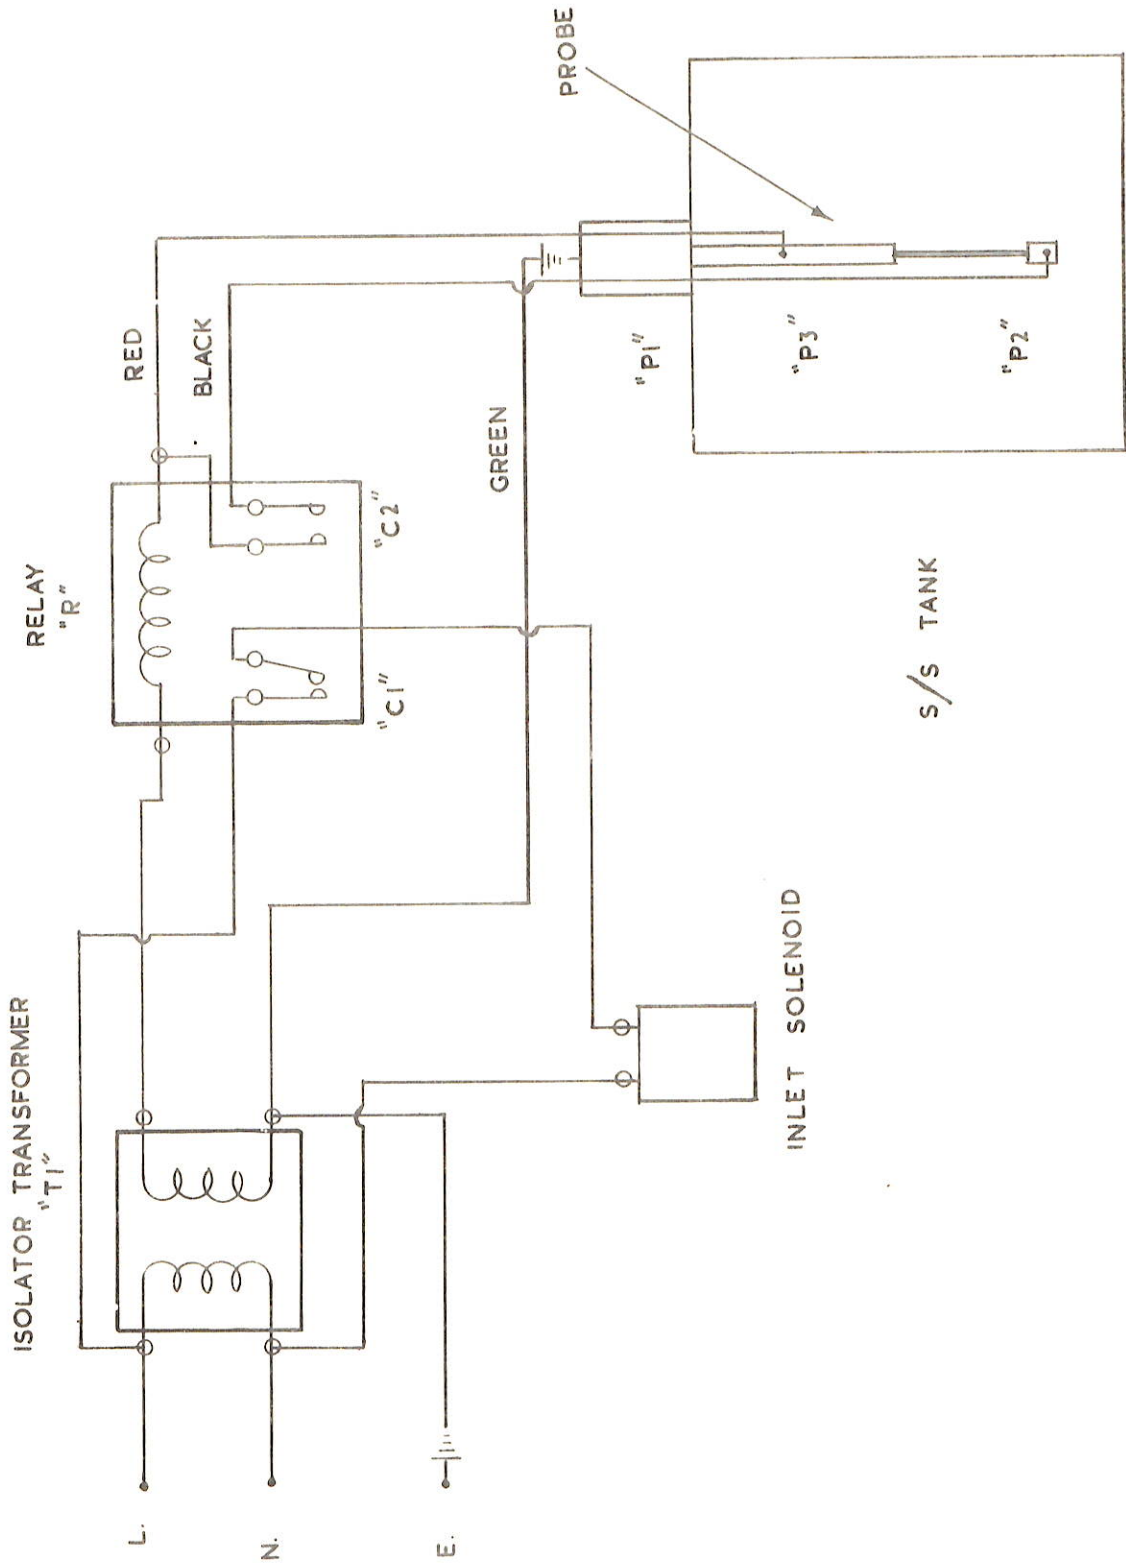 ISOLATOR TRANSFORMER
"T1"
RELAY
"R"
RED
BLACK
"C1"
"C2"
GREEN
PROBE
"P1"
"P3"
"P2"
S/S TANK
INLET SOLENOID
L.
N.
E.